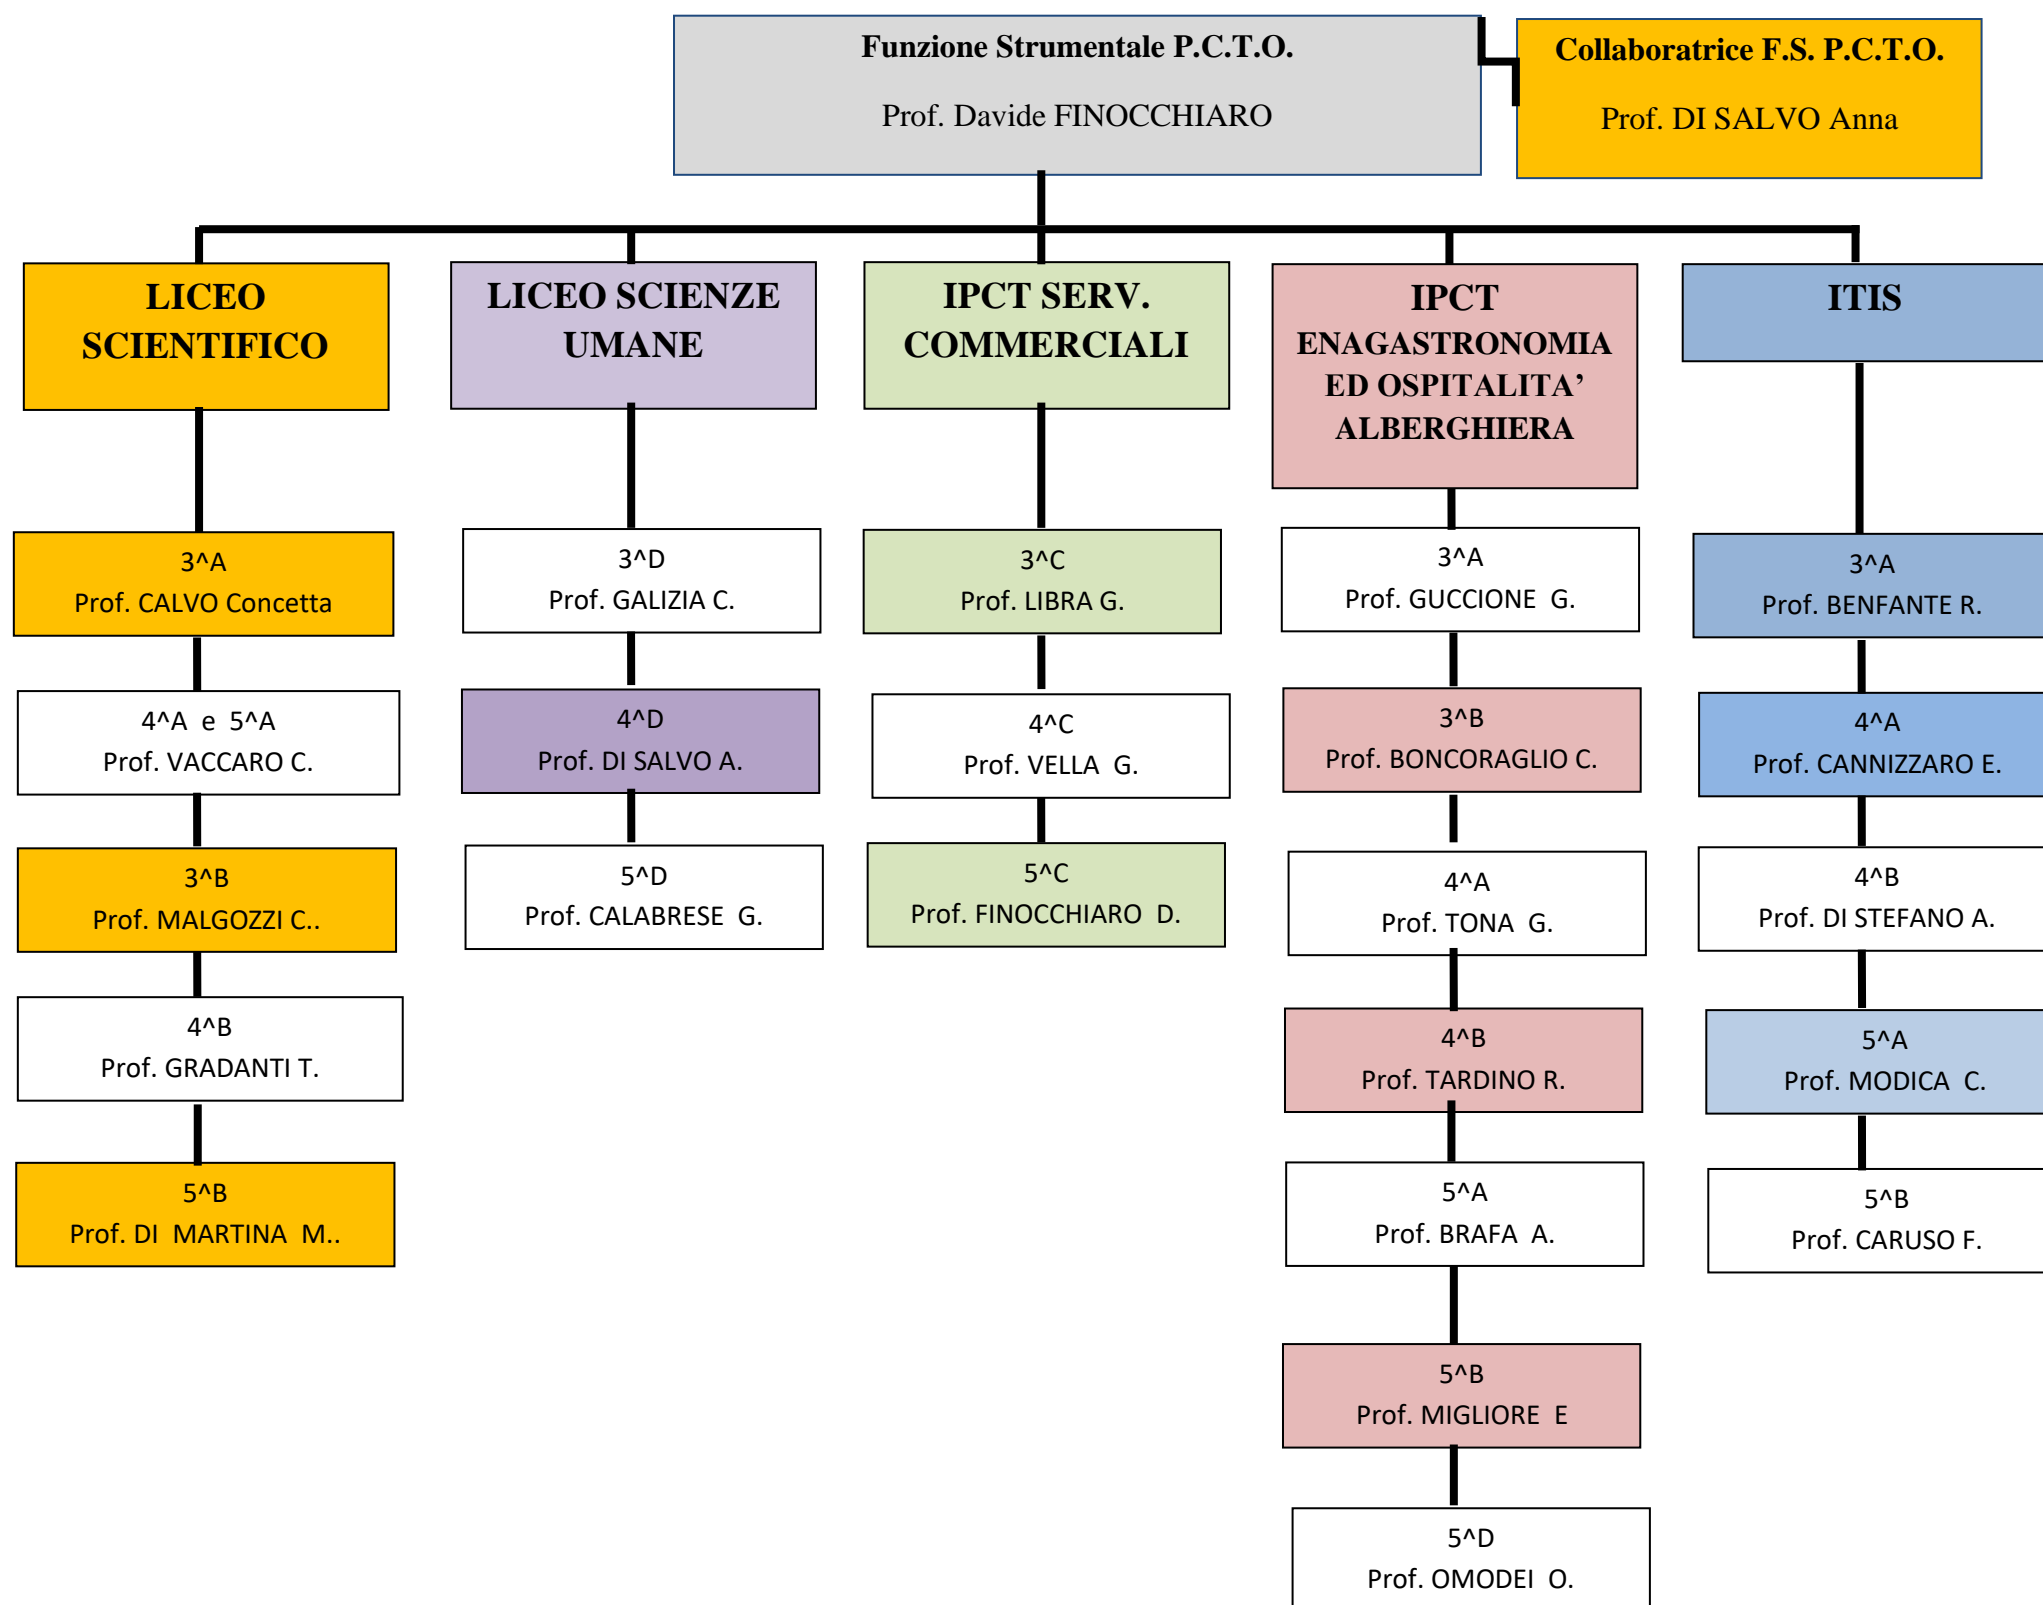 Funzione Strumentale P.C.T.O.
Prof. Davide FINOCCHIARO
Collaboratrice F.S. P.C.T.O.
Prof. DI SALVO Anna
LICEO
SCIENTIFICO
3^A
Prof. CALVO Concetta
4^A e 5^A
Prof. VACCARO C.
3^B
Prof. MALGOZZI C..
4^B
Prof. GRADANTI T.
5^B
Prof. DI MARTINA M..
LICEO SCIENZE
UMANE
3^D
Prof. GALIZIA C.
4^D
Prof. DI SALVO A.
5^D
Prof. CALABRESE G.
IPCT SERV.
COMMERCIALI
3^C
Prof. LIBRA G.
4^C
Prof. VELLA G.
5^C
Prof. FINOCCHIARO D.
IPCT
ENAGASTRONOMIA
ED OSPITALITA’
ALBERGHIERA
3^A
Prof. GUCCIONE G.
3^B
Prof. BONCORAGLIO C.
4^A
Prof. TONA G.
4^B
Prof. TARDINO R.
5^A
Prof. BRAFA A.
5^B
Prof. MIGLIORE E
5^D
Prof. OMODEI O.
ITIS
3^A
Prof. BENFANTE R.
4^A
Prof. CANNIZZARO E.
4^B
Prof. DI STEFANO A.
5^A
Prof. MODICA C.
5^B
Prof. CARUSO F.